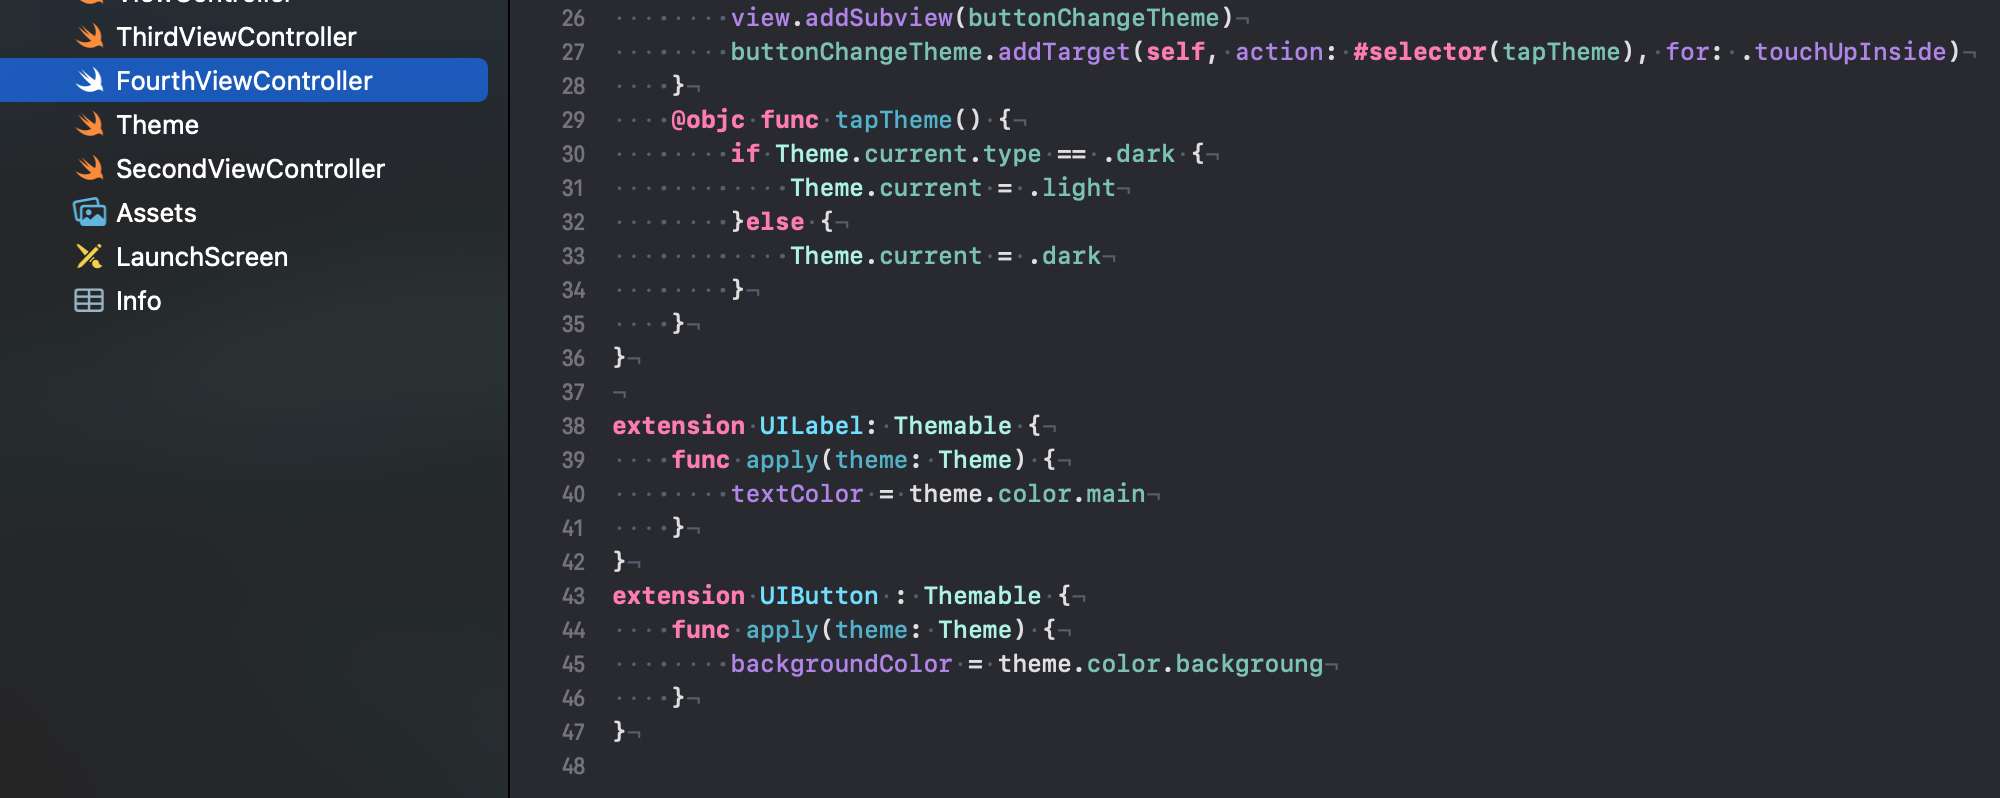 ViewController
ThirdViewController
FourthViewController
Theme
SecondViewController
Assets
LaunchScreen
Info
26 view.addSubview(buttonChangeTheme)
27 buttonChangeTheme.addTarget(self, action: #selector(tapTheme), for: .touchUpInside)
28 }
29 @objc func tapTheme() {
30 if Theme.current.type == .dark {
31 Theme.current = .light
32 }else {
33 Theme.current = .dark
34 }
35 }
36 }
37
38 extension UILabel: Themable {
39 func apply(theme: Theme) {
40 textColor = theme.color.main
41 }
42 }
43 extension UIButton : Themable {
44 func apply(theme: Theme) {
45 backgroundColor = theme.color.backgroung
46 }
47 }
48